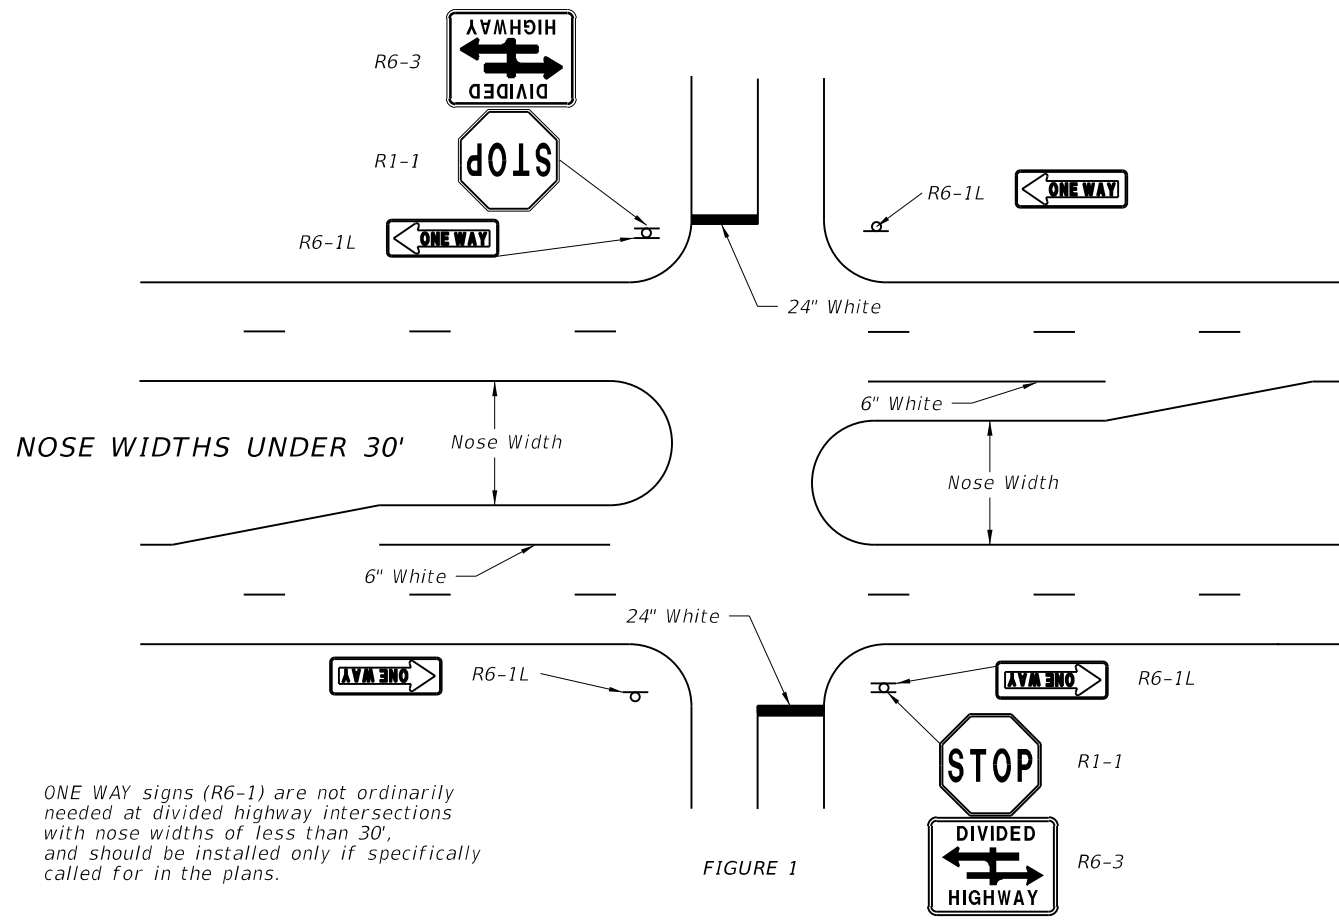 HIGHWAY
DIVIDED
R6-3
STOP
R1-1
ONE WAY
R6-1L
R6-1L
ONE WAY
24" White
6" White
NOSE WIDTHS UNDER 30'
Nose Width
Nose Width
6" White
24" White
ONE WAY
R6-1L
ONE WAY
R6-1L
STOP
R1-1
DIVIDED
HIGHWAY
R6-3
ONE WAY signs (R6-1) are not ordinarily
needed at divided highway intersections
with nose widths of less than 30',
and should be installed only if specifically
called for in the plans.
FIGURE 1